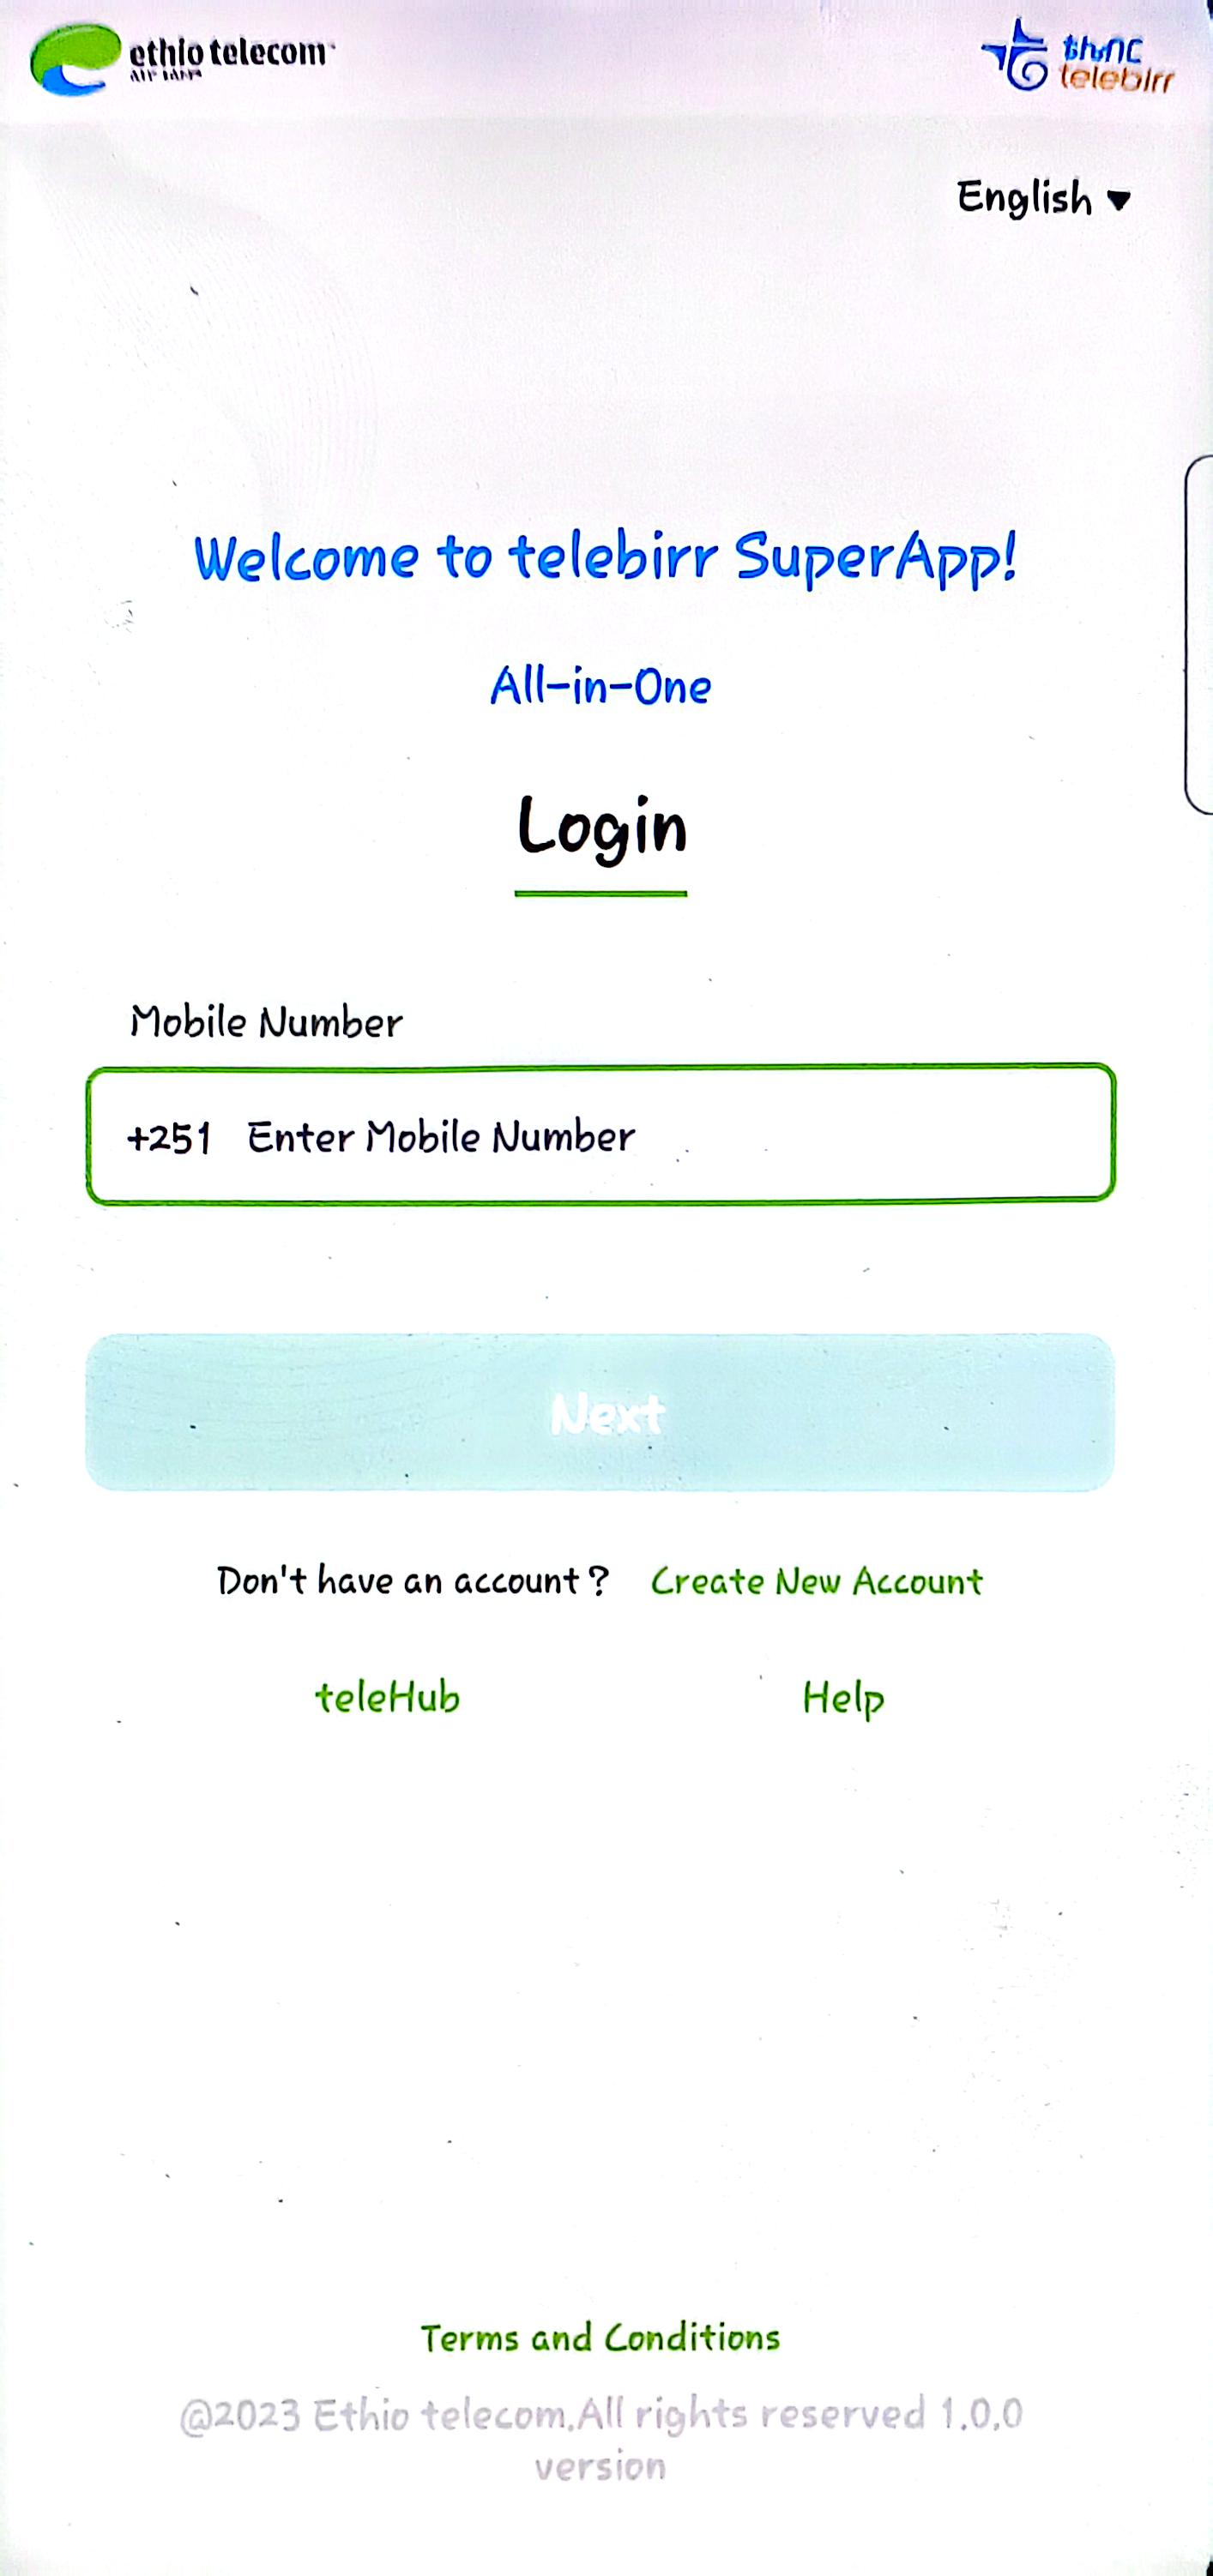 ethio telecom
ቴሌብር
telebirr
English
Welcome to telebirr SuperApp!
All-in-One
Login
Mobile Number
+251 Enter Mobile Number
Next
Don't have an account? Create New Account
teleHub Help
Terms and Conditions
@2023 Ethio telecom.All rights reserved 1.0.0
version